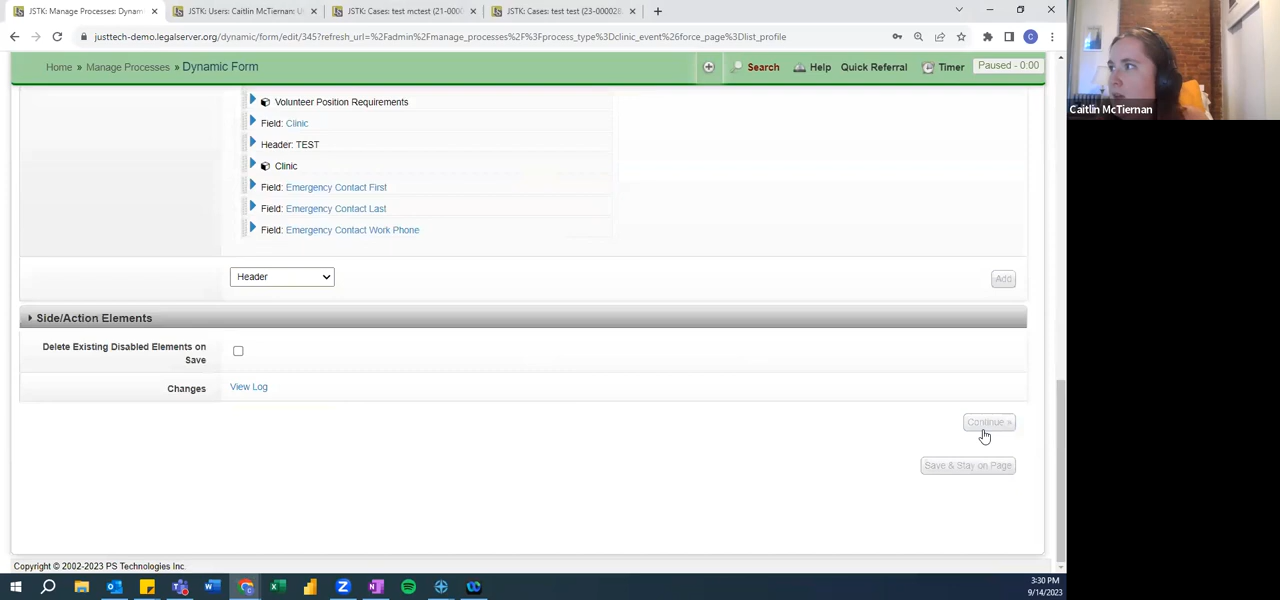 JSTK: Manage Processes: Dynam
JSTK: Users: Caitlin McTiernan: U
JSTK: Cases: test mctest (21-000
JSTK: Cases: test test (23-0000028
justtech-demo.legalserver.org/dynamic/form/edit/345?refresh_url=%2Fadmin%2Fmanage_processes%2F%3Fprocess_type%3Dclinic_event%26force_page%3Dlist_profile
C
Home » Manage Processes » Dynamic Form
Search Help Quick Referral Timer Paused - 0:00
Caitlin McTiernan
Volunteer Position Requirements
Field: Clinic
Header: TEST
Clinic
Field: Emergency Contact First
Field: Emergency Contact Last
Field: Emergency Contact Work Phone
Header
Add
Side/Action Elements
Delete Existing Disabled Elements on
Save
Changes View Log
Continue »
Save & Stay on Page
Copyright © 2002-2023 PS Technologies Inc.
3:30 PM
9/14/2023